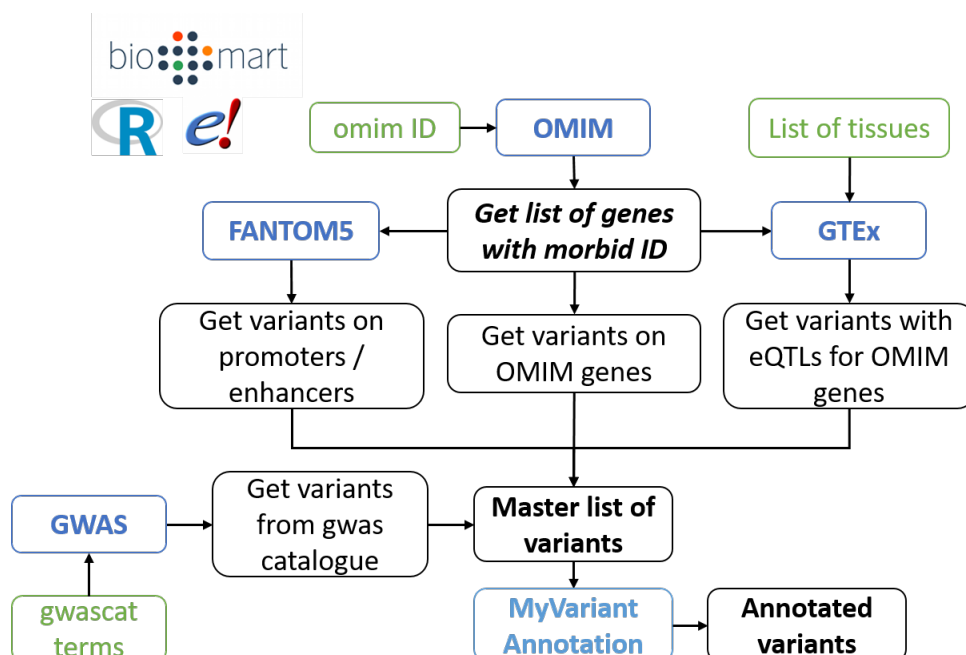 bio mart
R e!
omim ID
OMIM
List of tissues
FANTOM5
Get list of genes
with morbid ID
GTEx
Get variants on
promoters /
enhancers
Get variants on
OMIM genes
Get variants with
eQTLs for OMIM
genes
GWAS
Get variants
from gwas
catalogue
Master list of
variants
gwascat
terms
MyVariant
Annotation
Annotated
variants